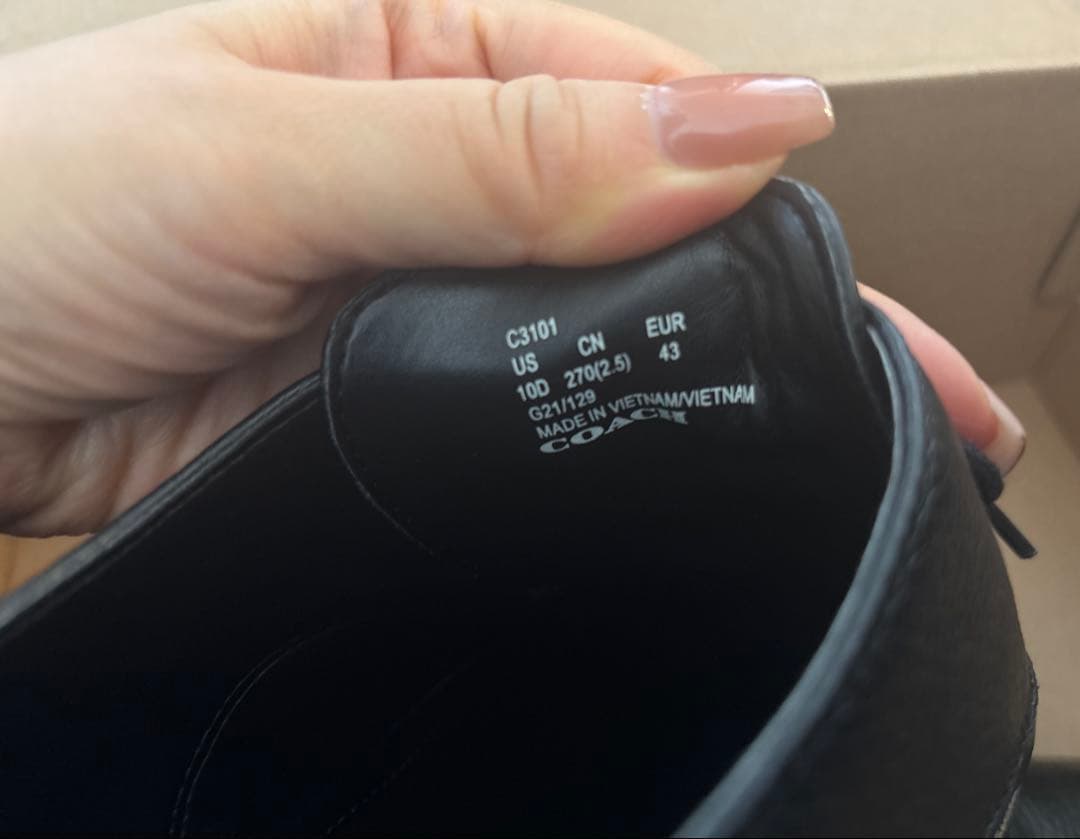 C3101
US CN EUR
10D 270(2.5) 43
G21/129
MADE IN VIETNAM/VIETNAM
COACH